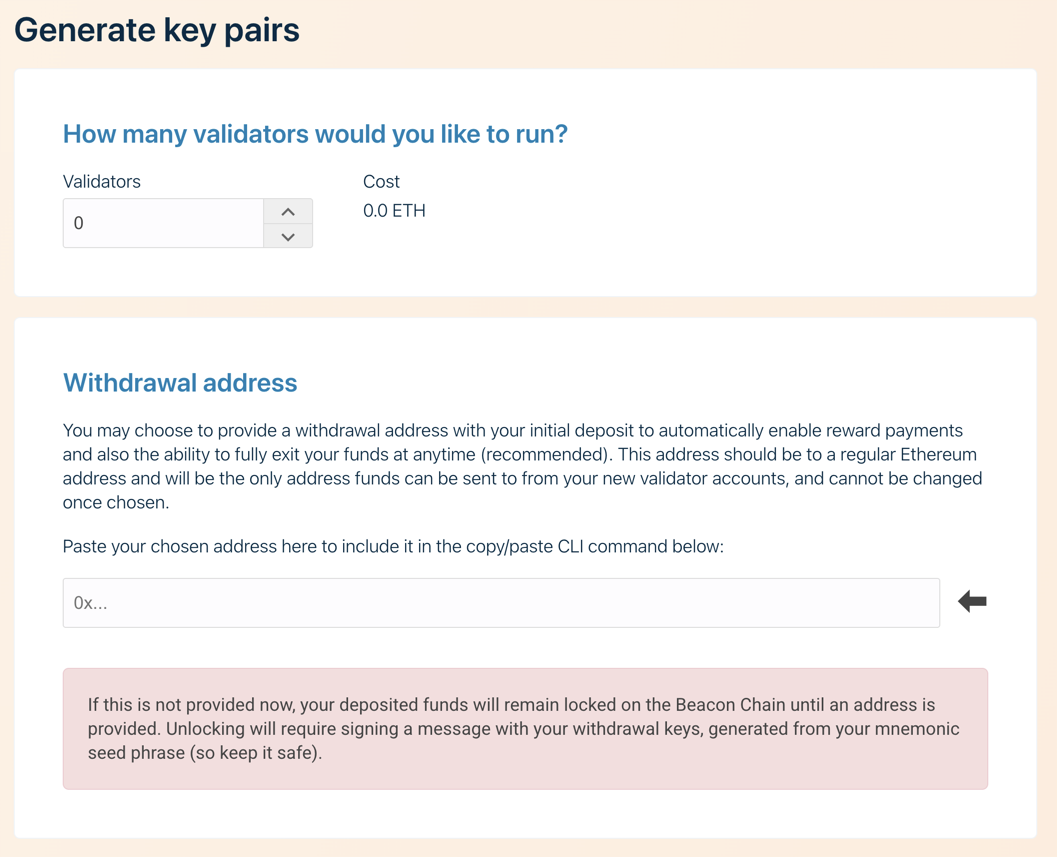 Generate key pairs
How many validators would you like to run?
Validators
Cost
0
0.0 ETH
Withdrawal address
You may choose to provide a withdrawal address with your initial deposit to automatically enable reward payments
and also the ability to fully exit your funds at anytime (recommended). This address should be to a regular Ethereum
address and will be the only address funds can be sent to from your new validator accounts, and cannot be changed
once chosen.
Paste your chosen address here to include it in the copy/paste CLI command below:
0x...
If this is not provided now, your deposited funds will remain locked on the Beacon Chain until an address is
provided. Unlocking will require signing a message with your withdrawal keys, generated from your mnemonic
seed phrase (so keep it safe).